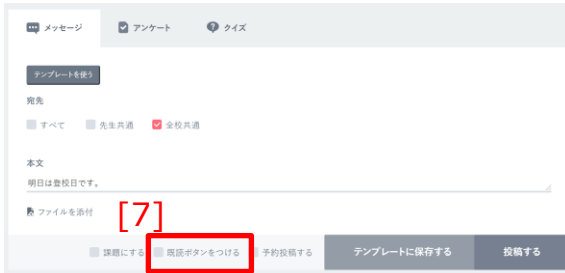 メッセージ アンケート クイズ
テンプレートを使う
宛先
すべて 先生共通 全校共通
本文
明日は登校日です。
ファイルを添付
[7]
課題にする 既読ボタンをつける 予約投稿する テンプレートに保存する 投稿する